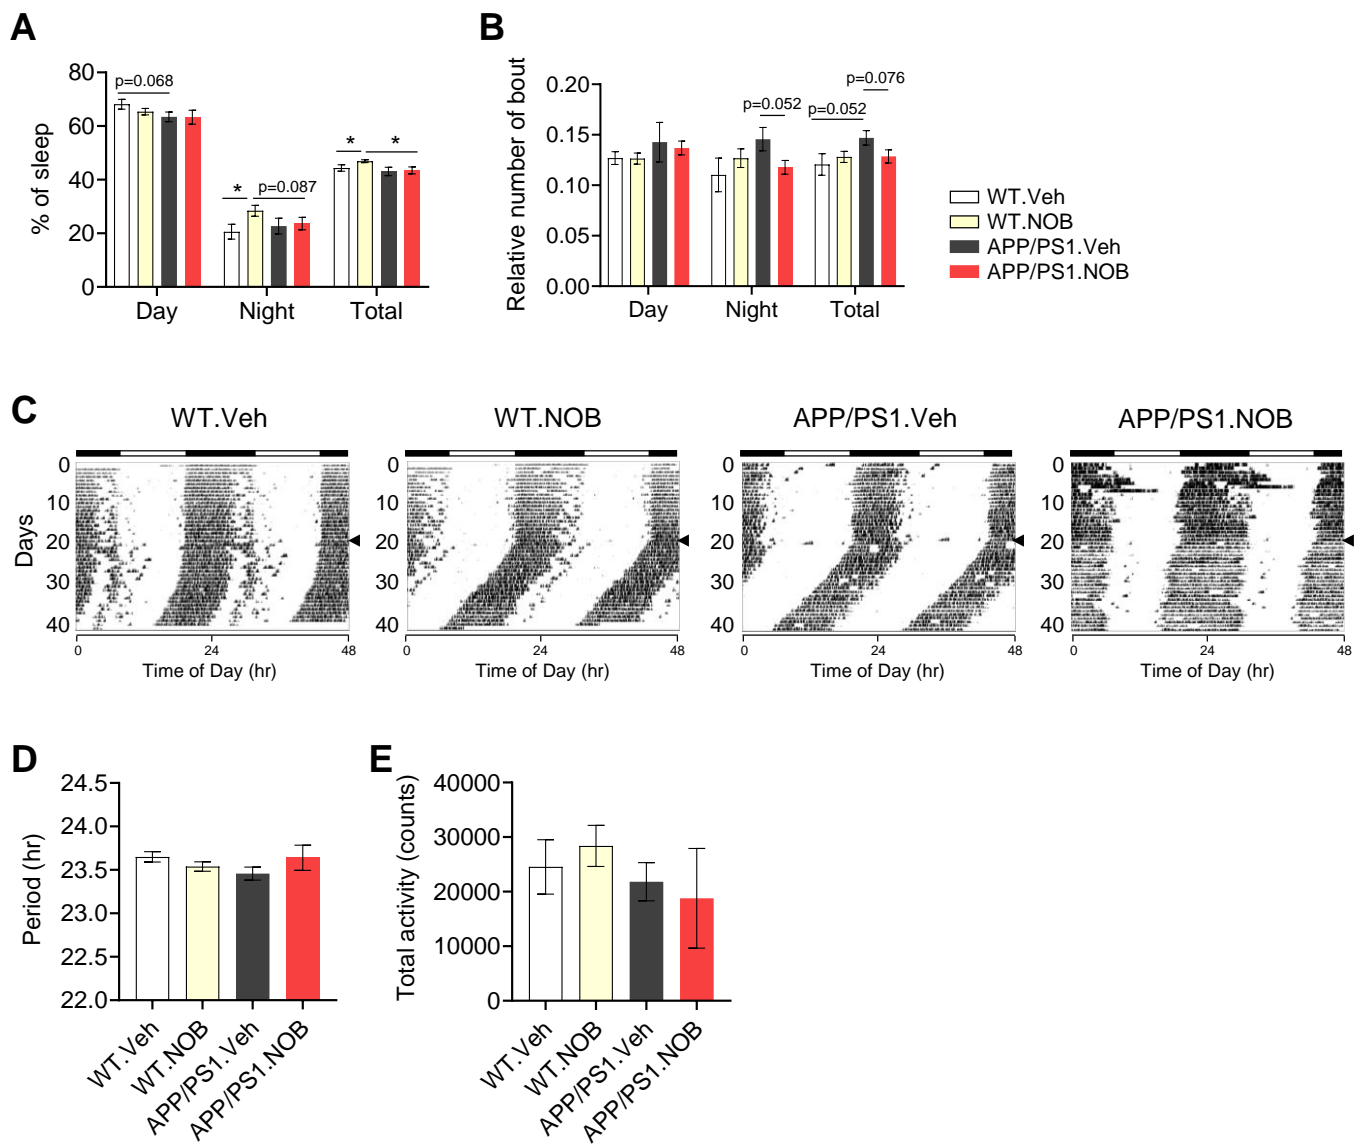 A
B
80
60
40
20
0
% of sleep
p=0.068
*
p=0.087
*
*
Day
Night
Total
0.20
0.15
0.10
0.05
0.00
Relative number of bout
p=0.052
p=0.052
p=0.076
Day
Night
Total
WT.Veh
WT.NOB
APP/PS1.Veh
APP/PS1.NOB
C
WT.Veh
WT.NOB
APP/PS1.Veh
APP/PS1.NOB
Days
0
10
20
30
40
0
10
20
30
40
0
10
20
30
40
0
10
20
30
40
0
24
48
0
24
48
0
24
48
0
24
48
Time of Day (hr)
Time of Day (hr)
Time of Day (hr)
Time of Day (hr)
D
E
24.5
24.0
23.5
23.0
22.5
22.0
Period (hr)
WT.Veh
WT.NOB
APP/PS1.Veh
APP/PS1.NOB
40000
30000
20000
10000
0
Total activity (counts)
WT.Veh
WT.NOB
APP/PS1.Veh
APP/PS1.NOB